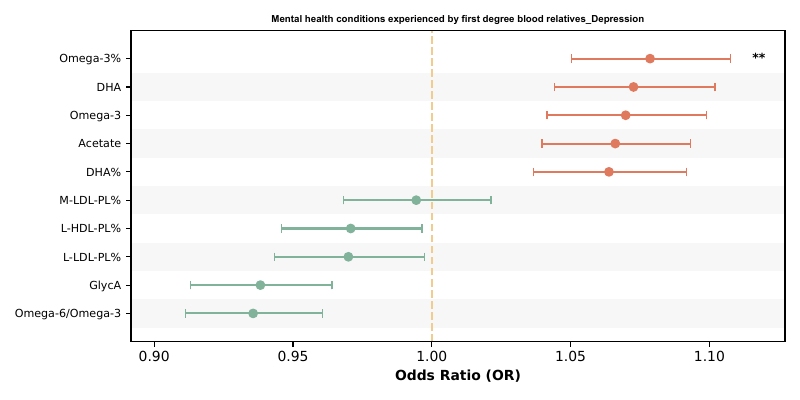 Mental health conditions experienced by first degree blood relatives_Depression
Omega-3%
**
DHA
Omega-3
Acetate
DHA%
M-LDL-PL%
L-HDL-PL%
L-LDL-PL%
GlycA
Omega-6/Omega-3
0.90 0.95 1.00 1.05 1.10
Odds Ratio (OR)